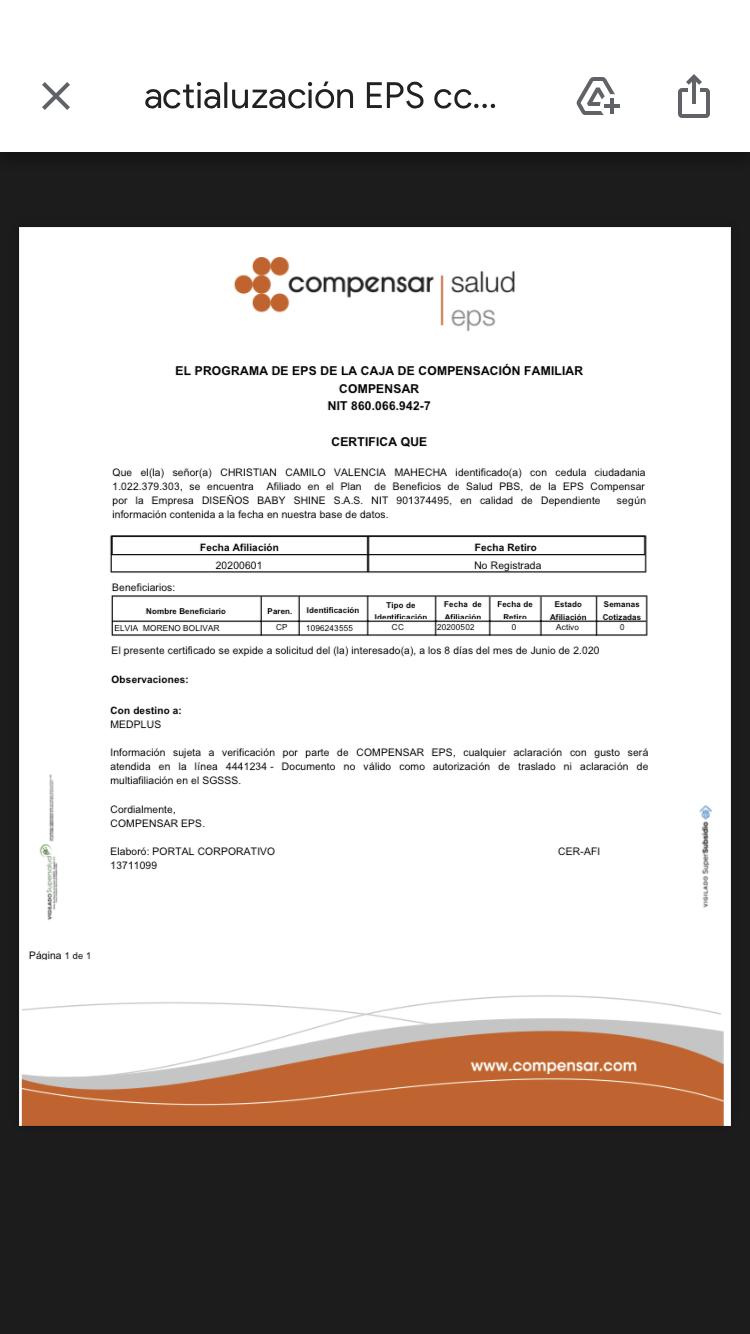 actialuzación EPS cc...
compensar salud
eps
EL PROGRAMA DE EPS DE LA CAJA DE COMPENSACIÓN FAMILIAR
COMPENSAR
NIT 860.066.942-7
CERTIFICA QUE
Que el(la) señor(a) CHRISTIAN CAMILO VALENCIA MAHECHA identificado(a) con cedula ciudadania
1.022.379.303, se encuentra Afiliado en el Plan de Beneficios de Salud PBS, de la EPS Compensar
por la Empresa DISEÑOS BABY SHINE S.A.S. NIT 901374495, en calidad de Dependiente según
información contenida a la fecha en nuestra base de datos.
Fecha Afiliación Fecha Retiro
20200601 No Registrada
Beneficiarios:
Nombre Beneficiario Paren. Identificación Tipo de Identificación Fecha de Afiliación Fecha de Retiro Estado Afiliación Semanas Cotizadas
ELVIA MORENO BOLIVAR CP 1096243555 CC 20200502 0 Activo 0
El presente certificado se expide a solicitud del (la) interesado(a), a los 8 días del mes de Junio de 2.020
Observaciones:
Con destino a:
MEDPLUS
Información sujeta a verificación por parte de COMPENSAR EPS, cualquier aclaración con gusto será
atendida en la línea 4441234 - Documento no válido como autorización de traslado ni aclaración de
multiafiliación en el SGSSS.
Cordialmente,
COMPENSAR EPS.
Elaboró: PORTAL CORPORATIVO CER-AFI
13711099
VIGILADO Supersalud
VIGILADO SuperSubsidio
Página 1 de 1
www.compensar.com